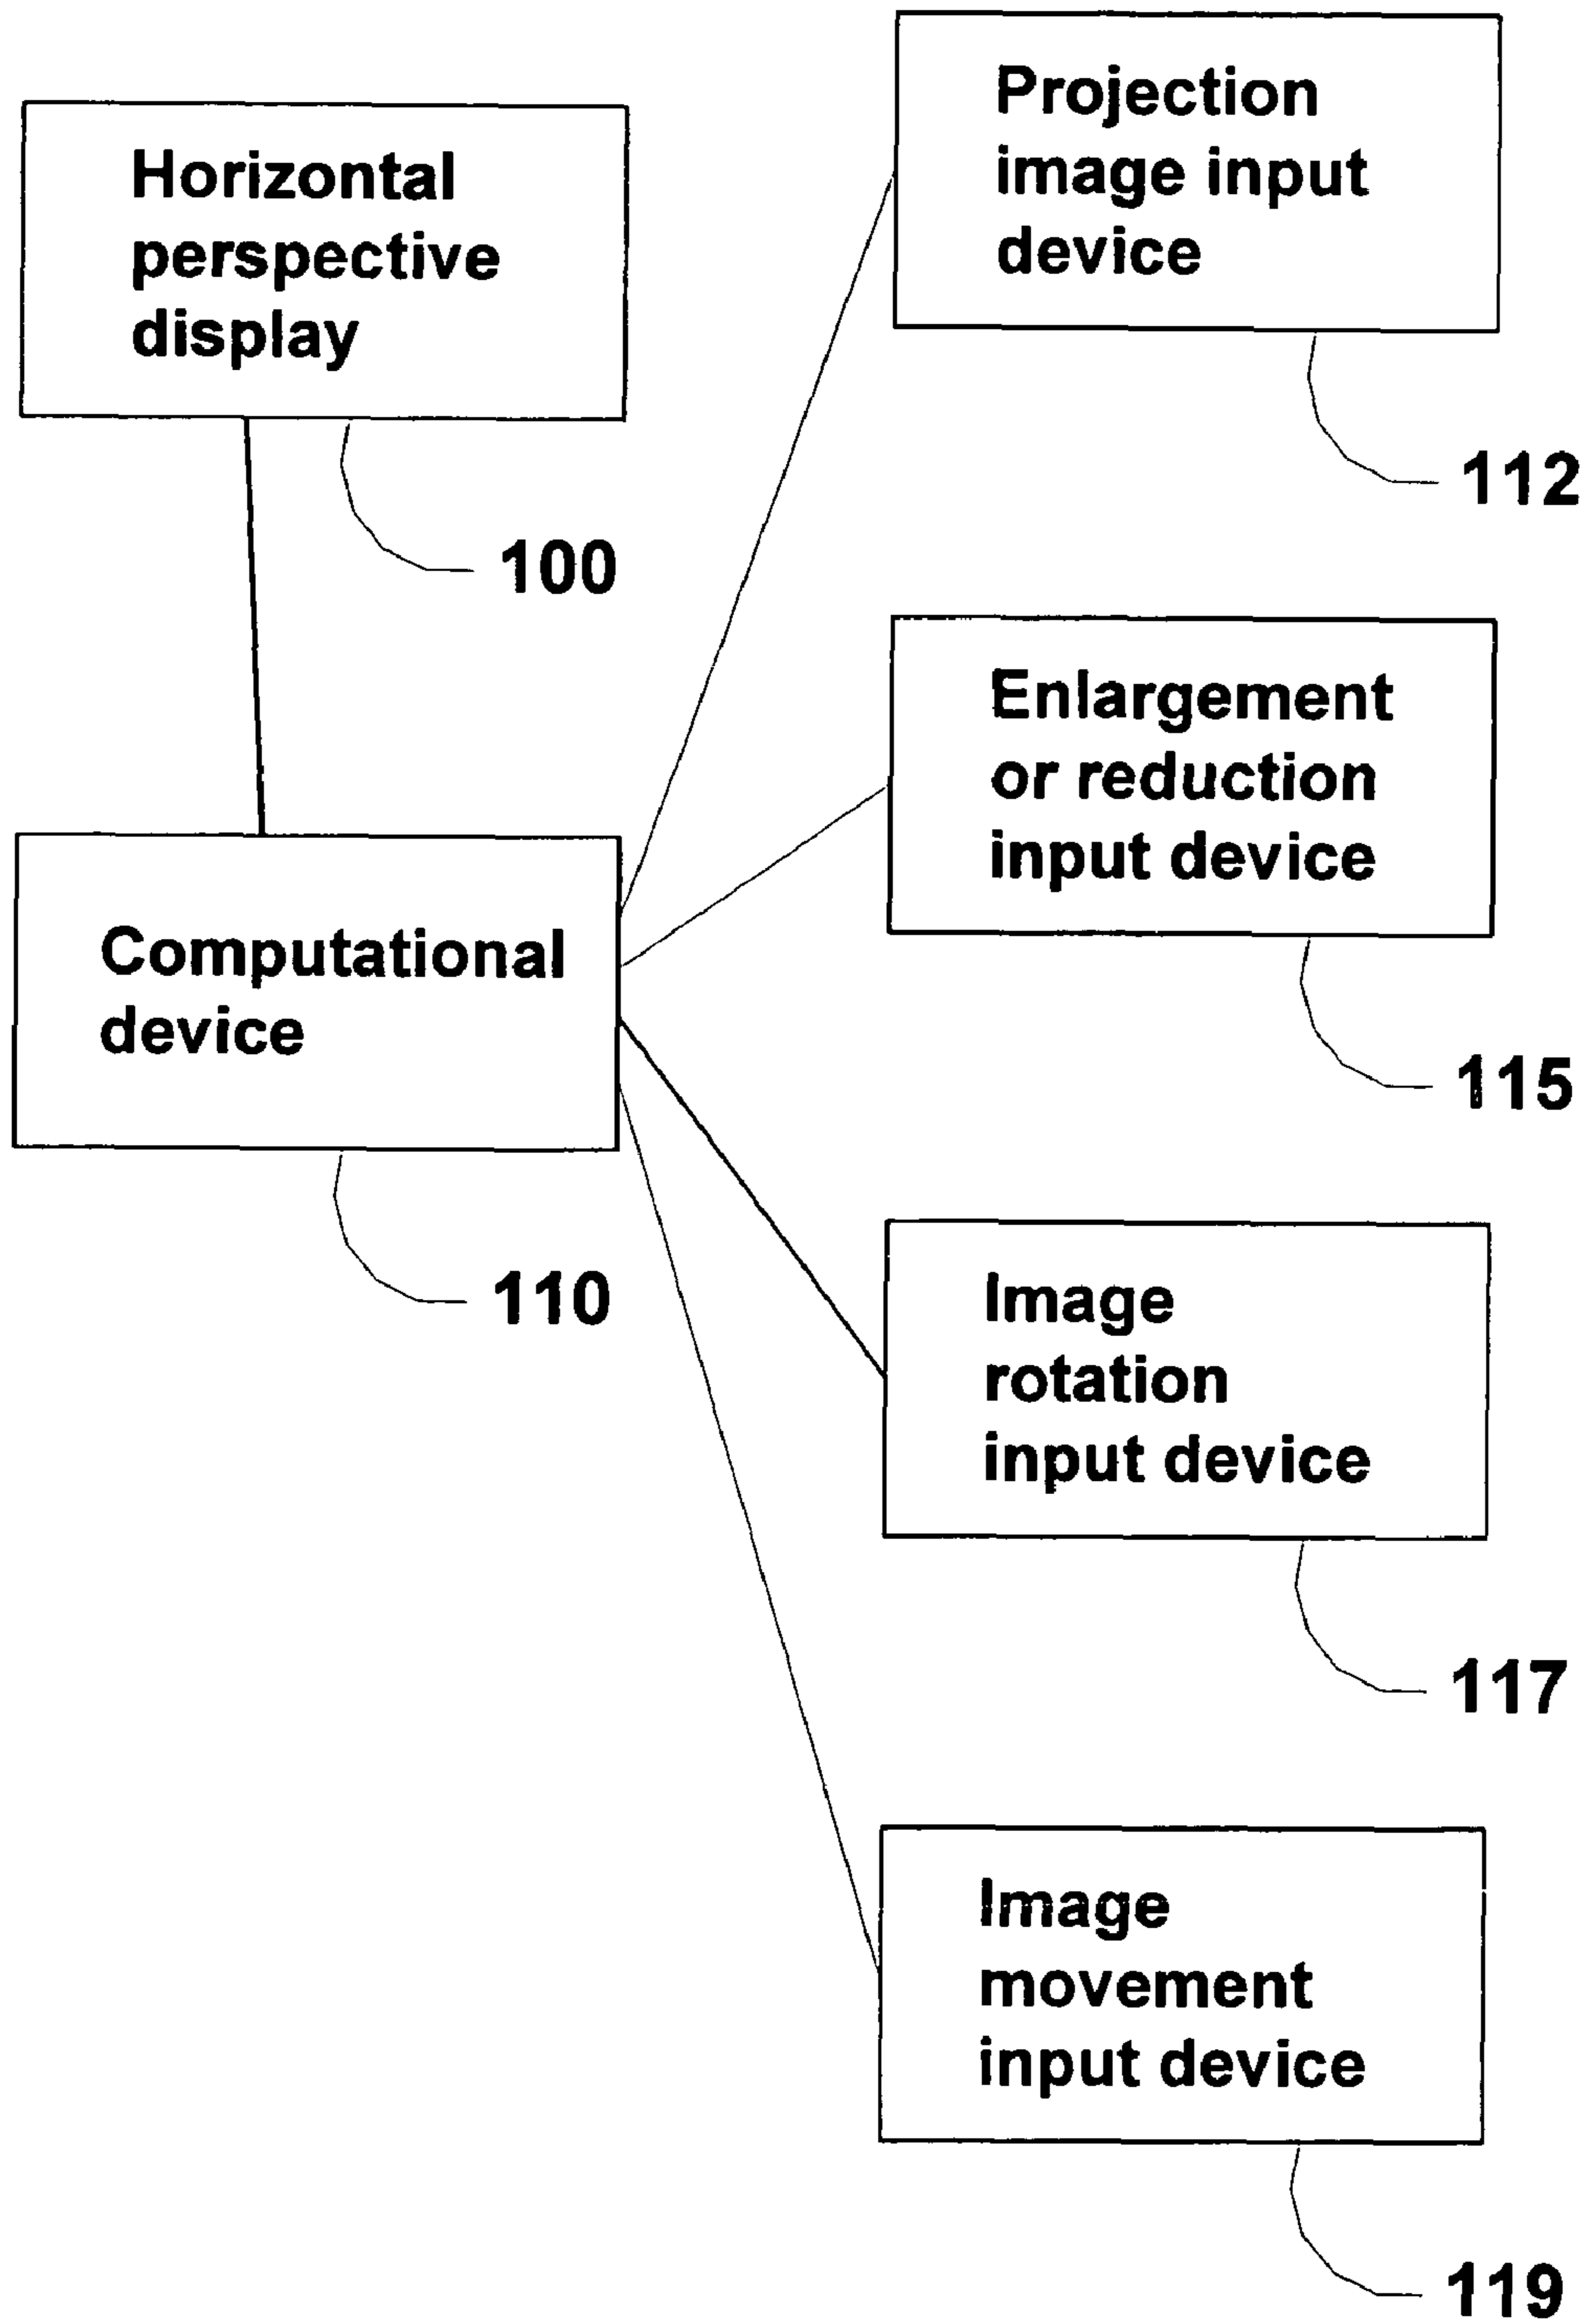 Horizontal
perspective
display
100
Computational
device
110
Projection
image input
device
112
Enlargement
or reduction
input device
115
Image
rotation
input device
117
Image
movement
input device
119